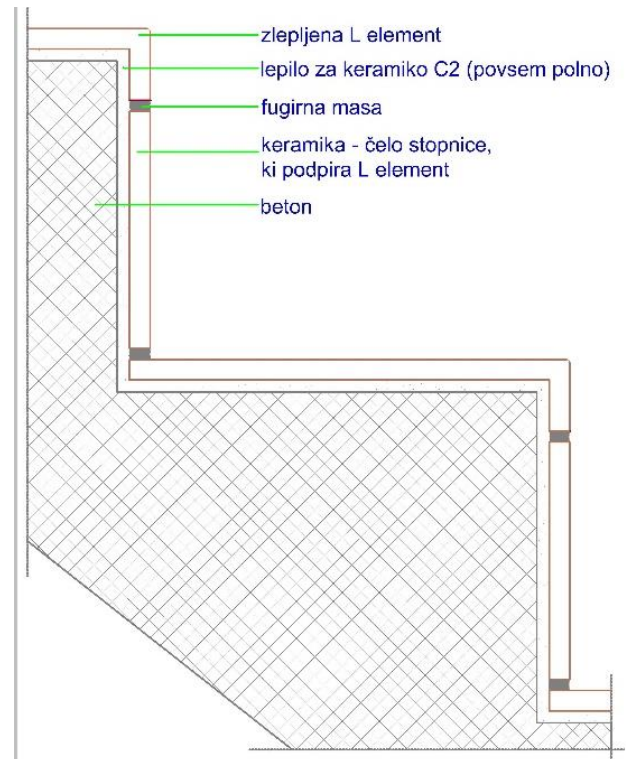 zlepljena L element
lepilo za keramiko C2 (povsem polno)
fugirna masa
keramika - čelo stopnice,
ki podpira L element
beton